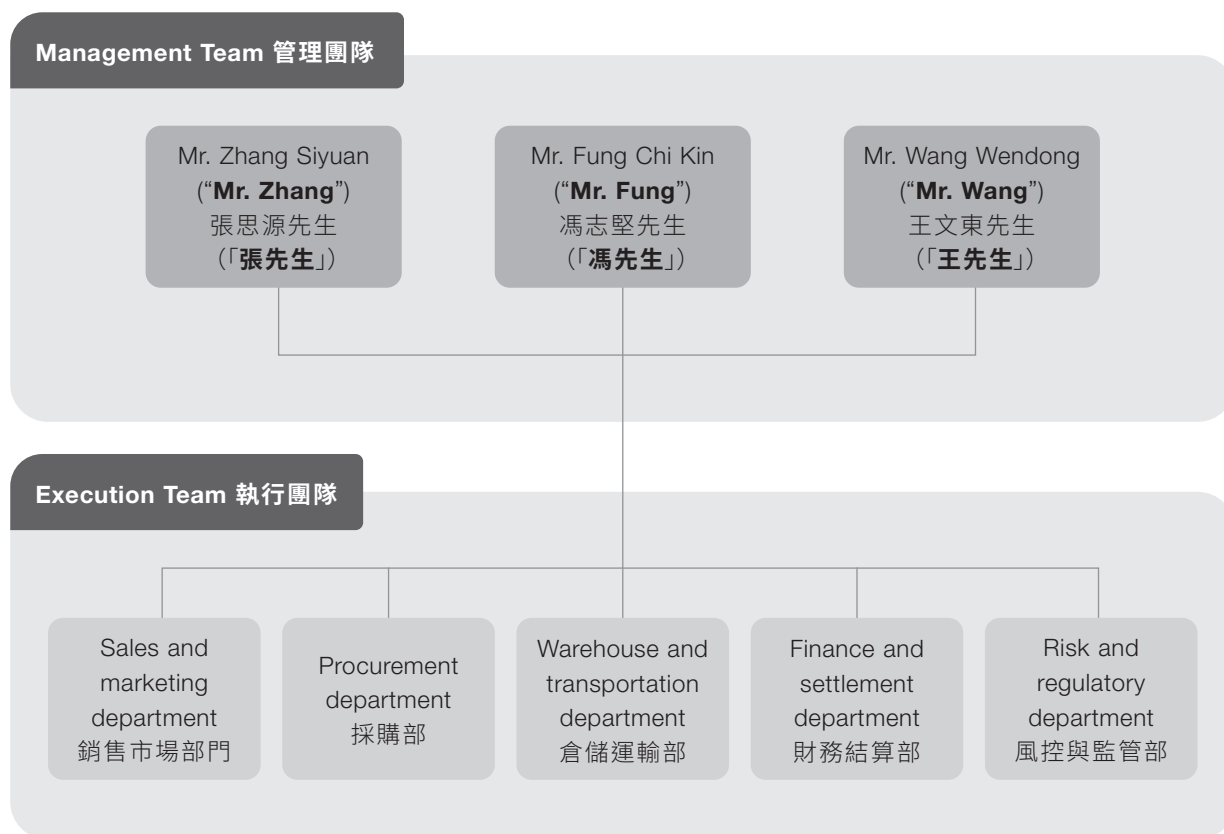 Management Team 管理團隊
Mr. Zhang Siyuan
(“Mr. Zhang”)
張思源先生
(「張先生」)
Mr. Fung Chi Kin
(“Mr. Fung”)
馮志堅先生
(「馮先生」)
Mr. Wang Wendong
(“Mr. Wang”)
王文東先生
(「王先生」)
Execution Team 執行團隊
Sales and
marketing
department
銷售市場部門
Procurement
department
採購部
Warehouse and
transportation
department
倉儲運輸部
Finance and
settlement
department
財務結算部
Risk and
regulatory
department
風控與監管部